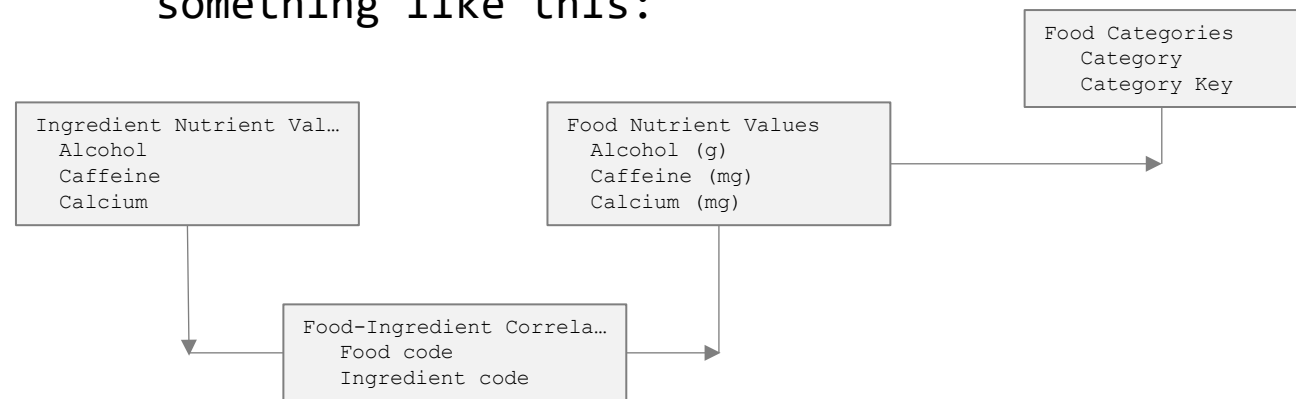 something like this:
Food Categories
Category
Category Key
Ingredient Nutrient Val…
Alcohol
Caffeine
Calcium
Food Nutrient Values
Alcohol (g)
Caffeine (mg)
Calcium (mg)
Food-Ingredient Correla…
Food code
Ingredient code